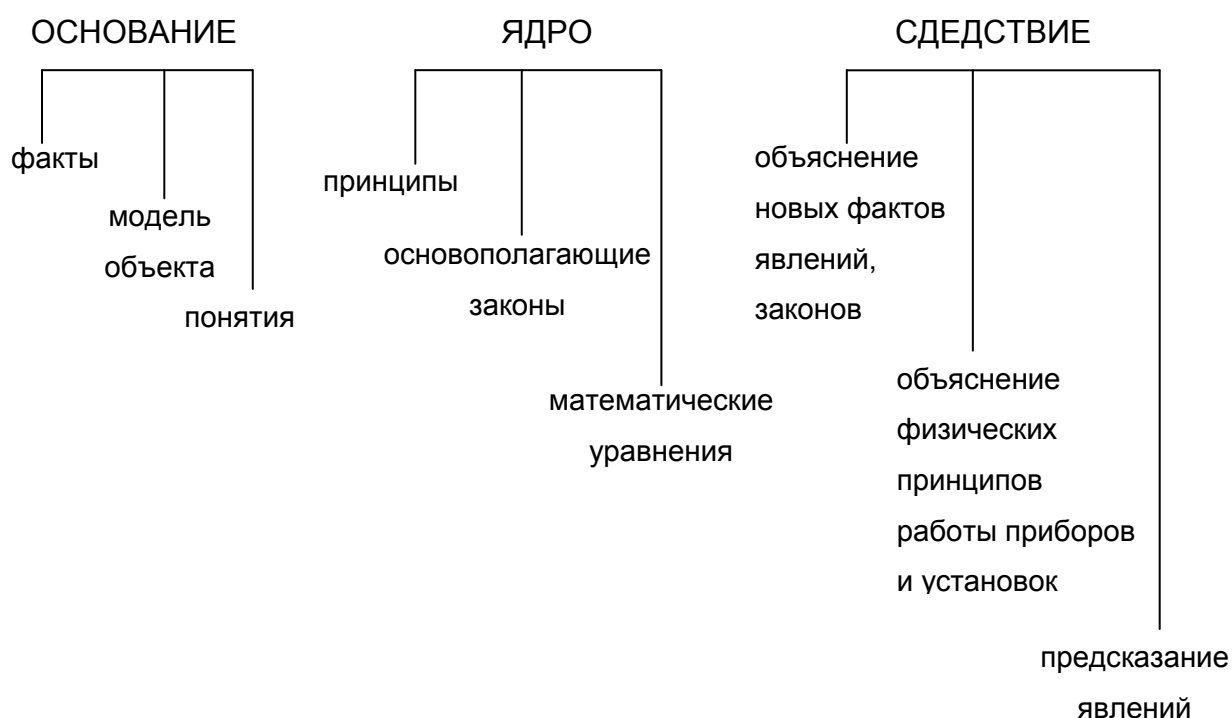 ОСНОВАНИЕ
факты
модель
объекта
понятия
ЯДРО
принципы
основополагающие
законы
математические
уравнения
СДЕДСТВИЕ
объяснение
новых фактов
явлений,
законов
объяснение
физических
принципов
работы приборов
и установок
предсказание
явлений